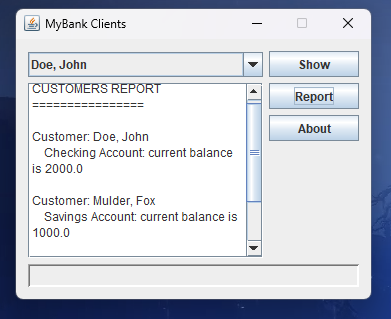 MyBank Clients
Doe, John
Show
CUSTOMERS REPORT
================
Report
About
Customer: Doe, John
Checking Account: current balance
is 2000.0
Customer: Mulder, Fox
Savings Account: current balance is
1000.0